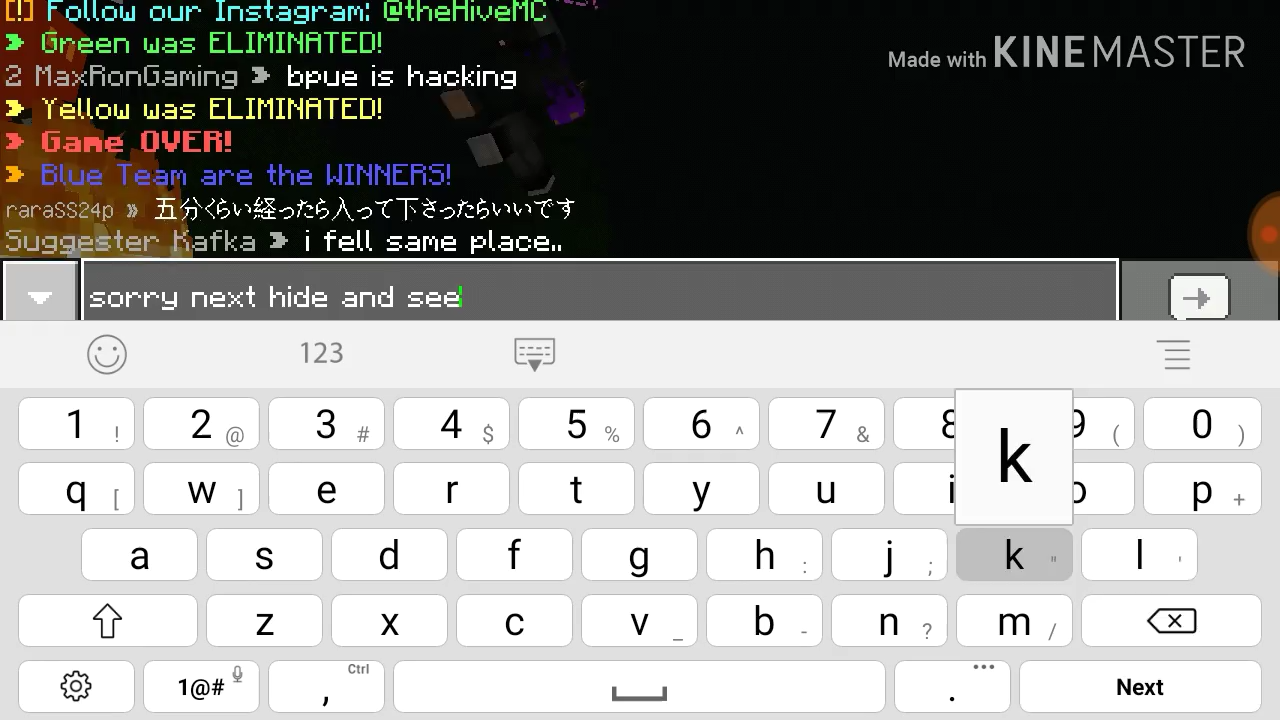 [!] Follow our Instagram: @theHiveMC
Green was ELIMINATED!
2 MaxRonGaming bpue is hacking
Yellow was ELIMINATED!
Game OVER!
Blue Team are the WINNERS!
raraSS24p » 五分くらい経ったら入って下さったらいいです
Suggester Kafka i fell same place..
Made with KINEMASTER
sorry next hide and see
123
1 ! 2 @ 3 # 4 $ 5 % 6 ^ 7 & 8 9 ( 0 )
k
q [ w ] e r t y u i o p +
a s d f g h : j ; k " l '
z x c v _ b - n ? m /
1@# , Ctrl . ... Next